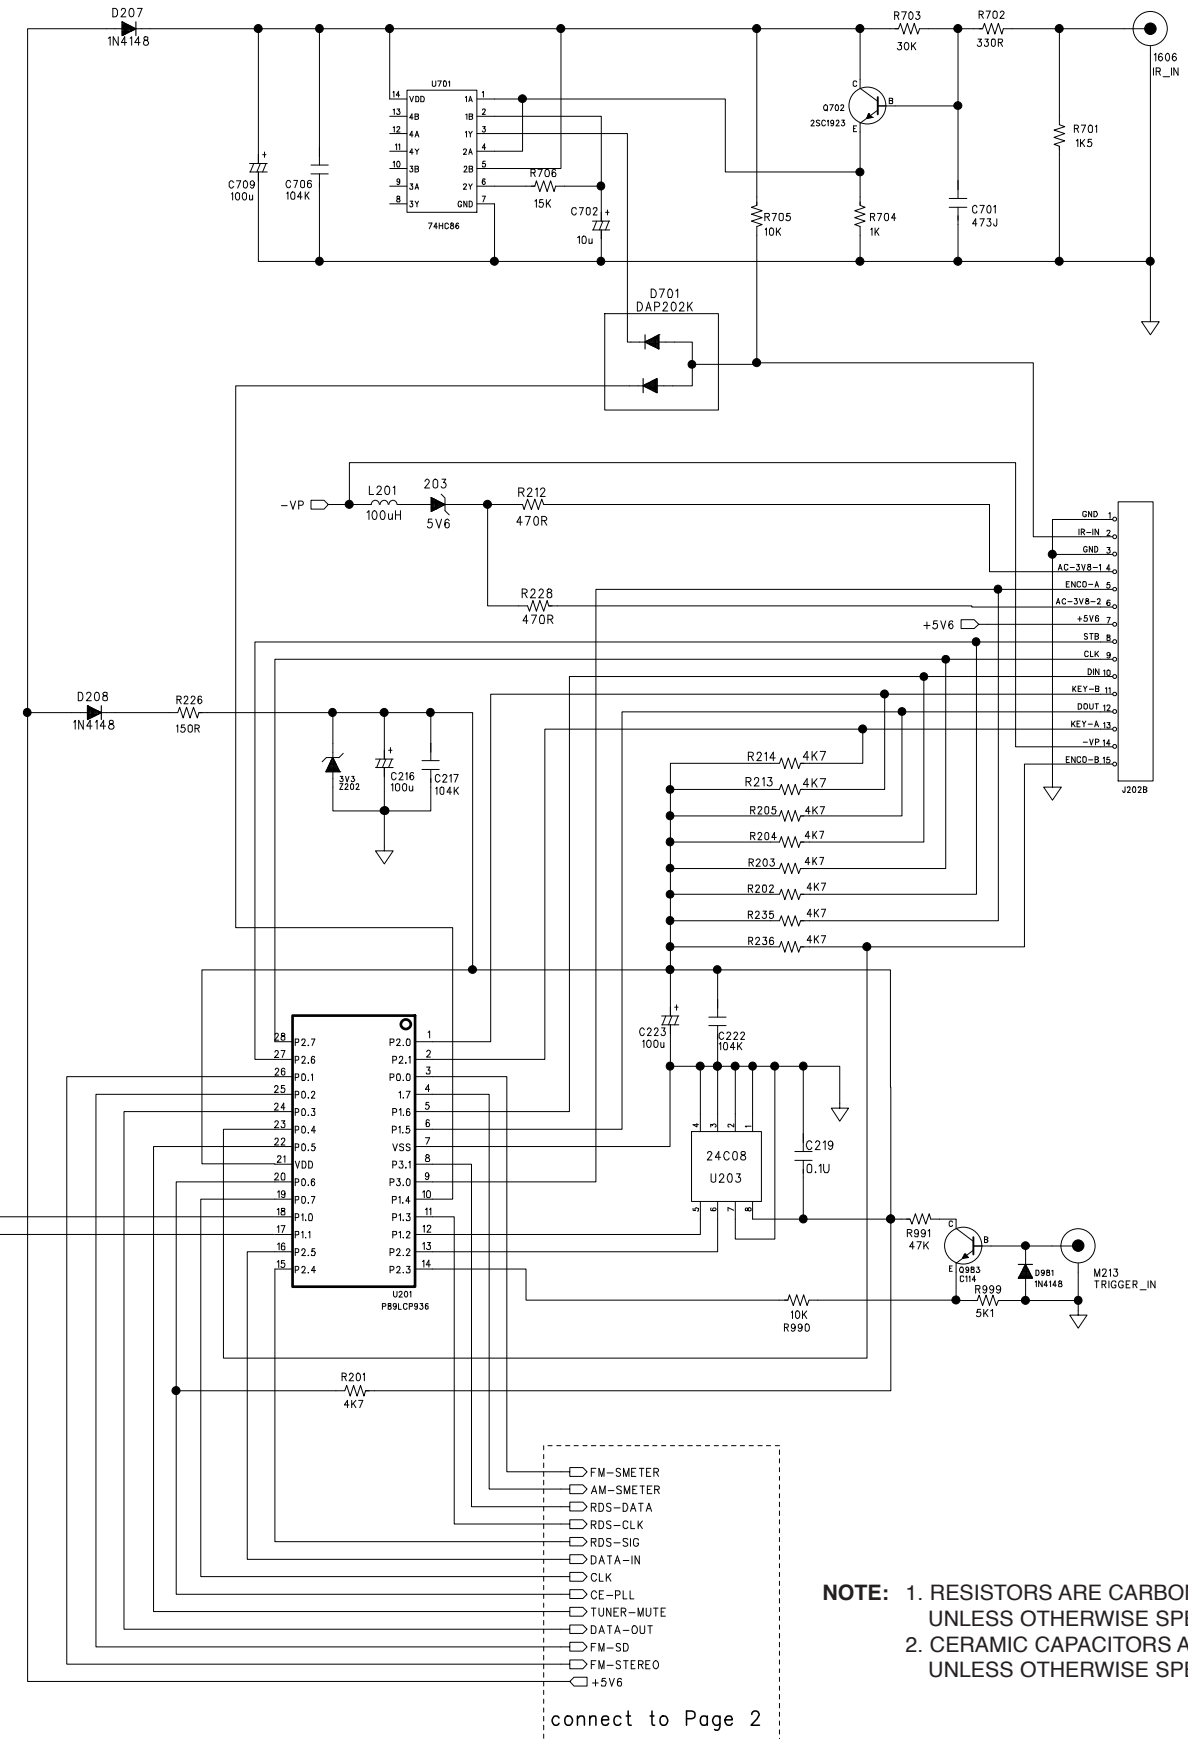 D207
1N4148
R703
30K
R702
330R
1606
IR_IN
U701
14 VDD 1A 1
13 4B 1B 2
12 4A 1Y 3
11 4Y 2A 4
10 3B 2B 5
9 3A 2Y 6
8 3Y GND 7
74HC86
C
Q702
2SC1923
B
E
R701
1K5
C709
100u
+
C706
104K
R706
15K
C702
10u
+
R705
10K
R704
1K
C701
473J
D701
DAP202K
-VP
L201
100uH
203
5V6
R212
470R
R228
470R
GND 1
IR-IN 2
GND 3
AC-3V8-1 4
ENCD-A 5
AC-3V8-2 6
+5V6
+5V6 7
STB 8
CLK 9
DIN 10
KEY-B 11
DOUT 12
KEY-A 13
-VP 14
ENCD-B 15
J202B
D208
1N4148
R226
150R
3V3
Z202
+
C216
100u
C217
104K
R214 4K7
R213 4K7
R205 4K7
R204 4K7
R203 4K7
R202 4K7
R235 4K7
R236 4K7
C223
100u
+
C222
104K
28 P2.7 P2.0 1
27 P2.6 P2.1 2
26 P0.1 P0.0 3
25 P0.2 1.7 4
24 P0.3 P1.6 5
23 P0.4 P1.5 6
22 P0.5 VSS 7
21 VDD P3.1 8
20 P0.6 P3.0 9
19 P0.7 P1.4 10
18 P1.0 P1.3 11
17 P1.1 P1.2 12
16 P2.5 P2.2 13
15 P2.4 P2.3 14
U201
P89LCP936
4 3 2 1
24C08
U203
5 6 7 8
C219
0.1U
R991
47K
C
B
E
Q983
C114
D981
1N4148
M213
TRIGGER_IN
R999
5K1
10K
R990
R201
4K7
FM-SMETER
AM-SMETER
RDS-DATA
RDS-CLK
RDS-SIG
DATA-IN
CLK
CE-PLL
TUNER-MUTE
DATA-OUT
FM-SD
FM-STEREO
+5V6
connect to Page 2
NOTE: 1. RESISTORS ARE CARBON
UNLESS OTHERWISE SPE
2. CERAMIC CAPACITORS A
UNLESS OTHERWISE SPE